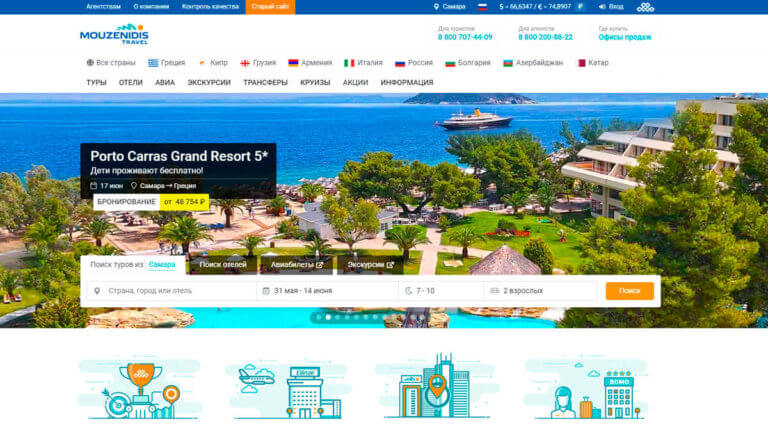 Агентствам О компании Контроль качества Старый сайт Самара $ = 66,6347 / € = 74,8907 ₽ Вход
MOUZENIDIS
TRAVEL
Для туристов
8 800 707-44-09
Для агентств
8 800 200-88-22
Где купить
Офисы продаж
Все страны Греция Кипр Грузия Армения Италия Россия Болгария Азербайджан Катар
ТУРЫ ОТЕЛИ АВИА ЭКСКУРСИИ ТРАНСФЕРЫ КРУИЗЫ АКЦИИ ИНФОРМАЦИЯ
Porto Carras Grand Resort 5*
Дети проживают бесплатно!
17 июн Самара → Греция
БРОНИРОВАНИЕ от 48 754 ₽
Поиск туров из: Самара Поиск отелей Авиабилеты Экскурсии
Страна, город или отель 31 мая - 14 июня 7 - 10 2 взрослых Поиск
Ellinair
BOMO